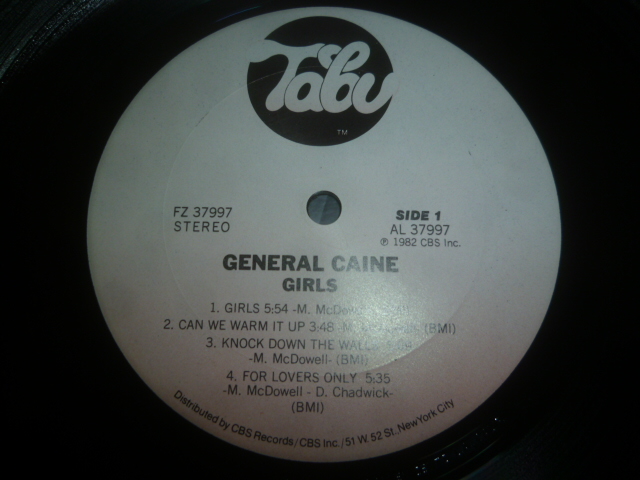 Tabu
TM
FZ 37997
STEREO
SIDE 1
AL 37997
℗ 1982 CBS Inc.
GENERAL CAINE
GIRLS
1. GIRLS 5:54 -M. McDowell-
2. CAN WE WARM IT UP 3:48 -M. (BMI)
3. KNOCK DOWN THE WALL
-M. McDowell- (BMI)
4. FOR LOVERS ONLY 5:35
-M. McDowell - D. Chadwick-
(BMI)
Distributed by CBS Records/CBS Inc./51 W. 52 St. New York City